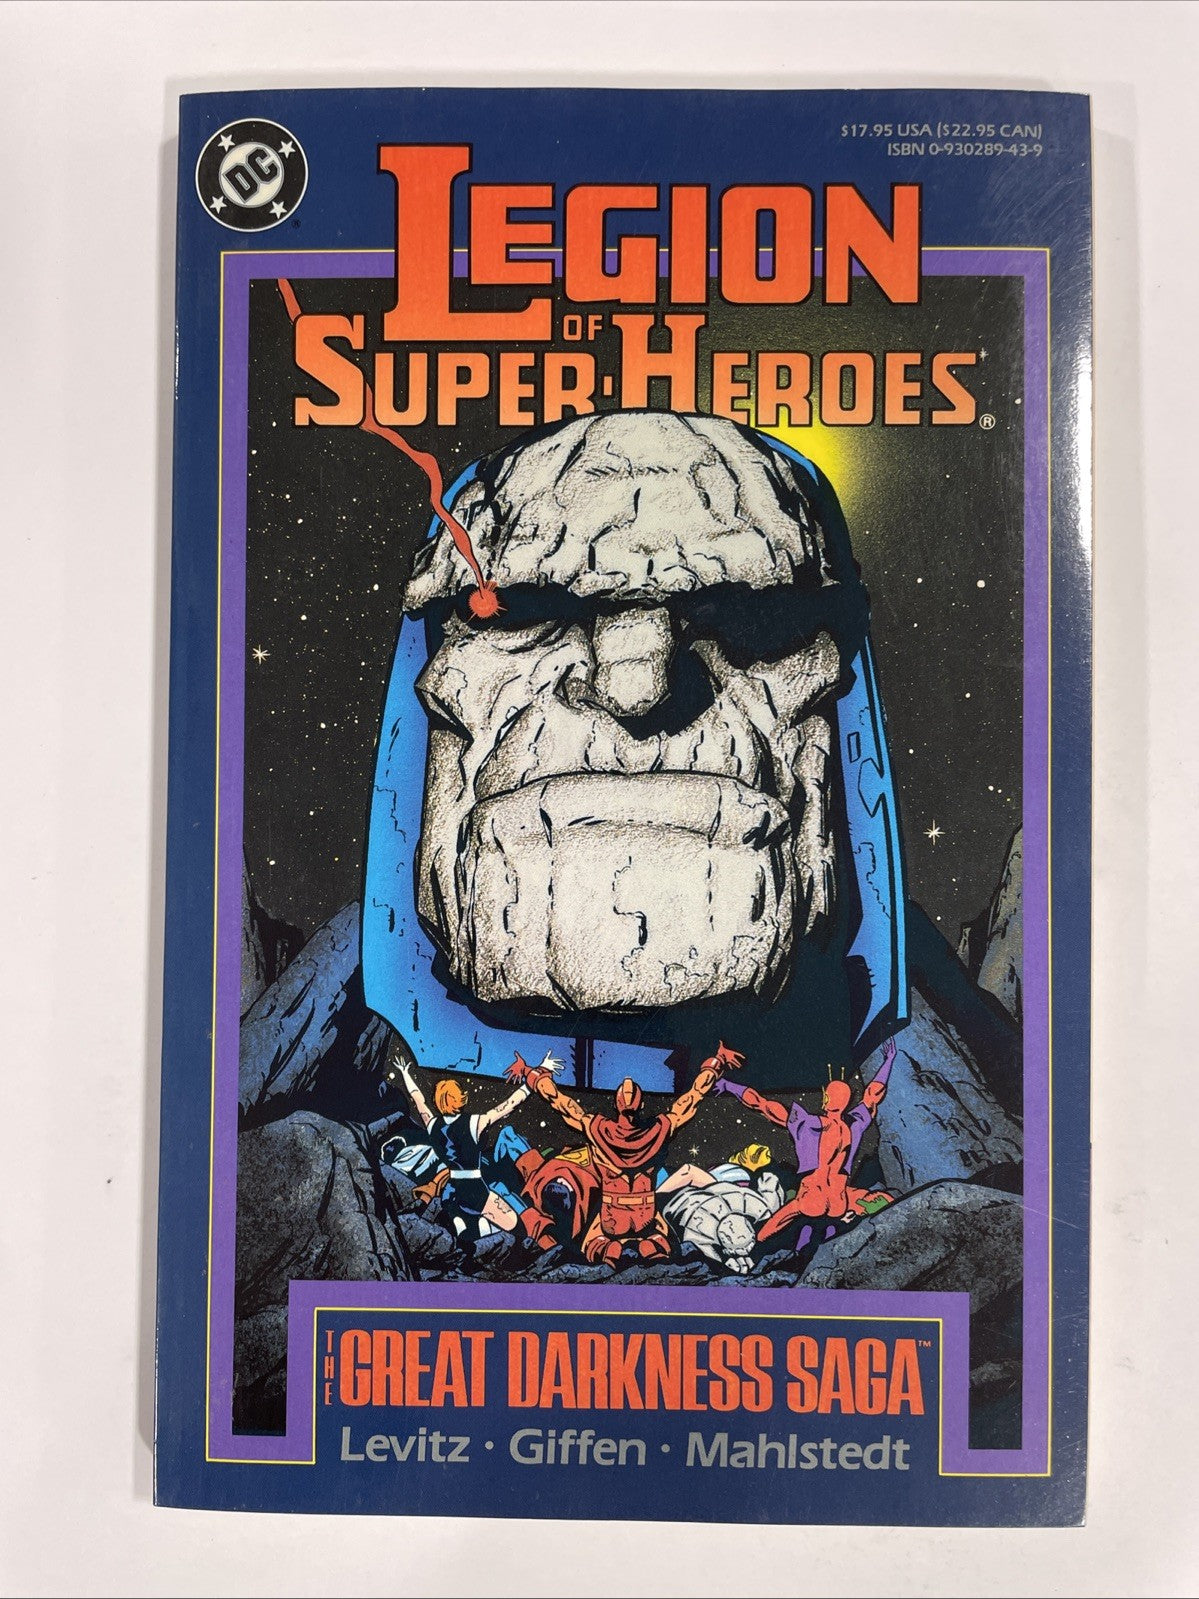 $17.95 USA ($22.95 CAN)
ISBN 0-930289-43-9
DC
®
LEGION
OF
SUPER·HEROES®
THE GREAT DARKNESS SAGA™
Levitz · Giffen · Mahlstedt